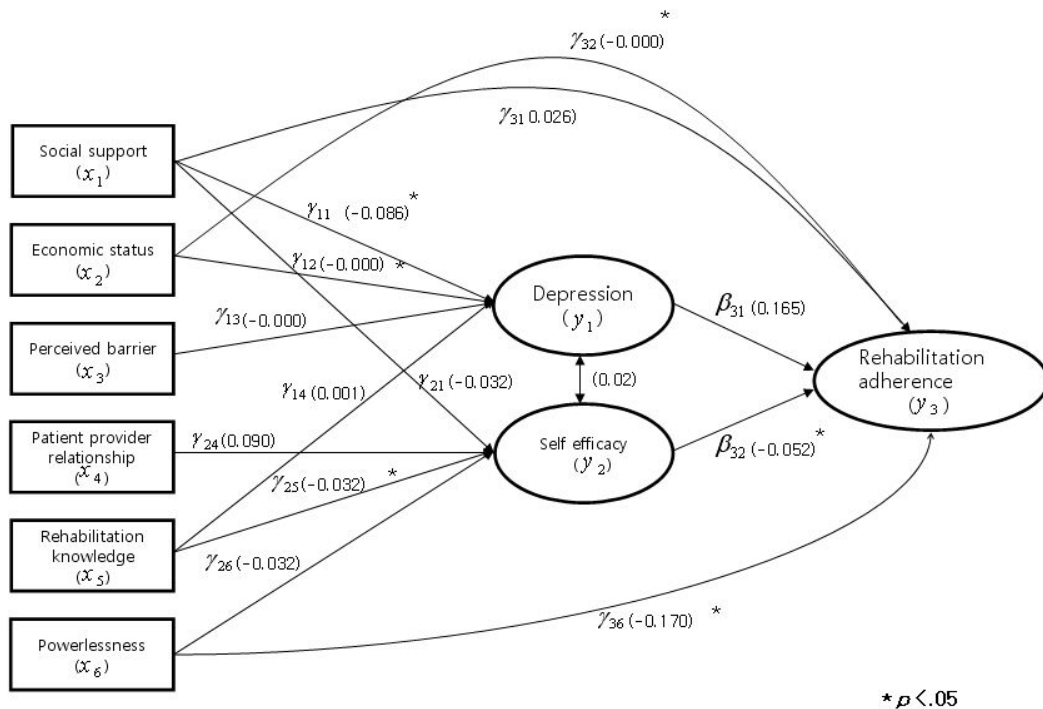 γ32 (-0.000) *
γ31 0.026)
Social support
(x1)
γ11 (-0.086) *
Economic status
(x2)
γ12 (-0.000) *
Depression
(y1)
β31 (0.165)
γ13 (-0.000)
Perceived barrier
(x3)
γ14 (0.001)
γ21 (-0.032)
(0.02)
Rehabilitation
adherence
(y3)
Patient provider
relationship
(x4)
γ24 (0.090)
Self efficacy
(y2)
β32 (-0.052) *
γ25 (-0.032) *
Rehabilitation
knowledge
(x5)
γ26 (-0.032)
Powerlessness
(x6)
γ36 (-0.170) *
* p<.05